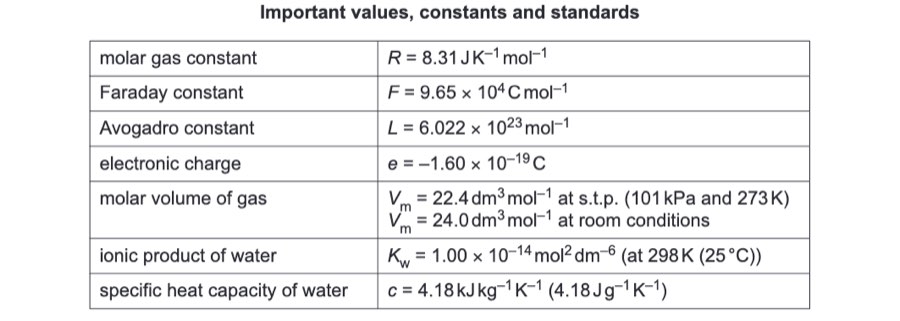 Important values, constants and standards
molar gas constant R = 8.31 J K⁻¹ mol⁻¹
Faraday constant F = 9.65 × 10⁴ C mol⁻¹
Avogadro constant L = 6.022 × 10²³ mol⁻¹
electronic charge e = –1.60 × 10⁻¹⁹ C
molar volume of gas Vₘ = 22.4 dm³ mol⁻¹ at s.t.p. (101 kPa and 273 K)
Vₘ = 24.0 dm³ mol⁻¹ at room conditions
ionic product of water K_w = 1.00 × 10⁻¹⁴ mol² dm⁻⁶ (at 298 K (25 °C))
specific heat capacity of water c = 4.18 kJ kg⁻¹ K⁻¹ (4.18 J g⁻¹ K⁻¹)